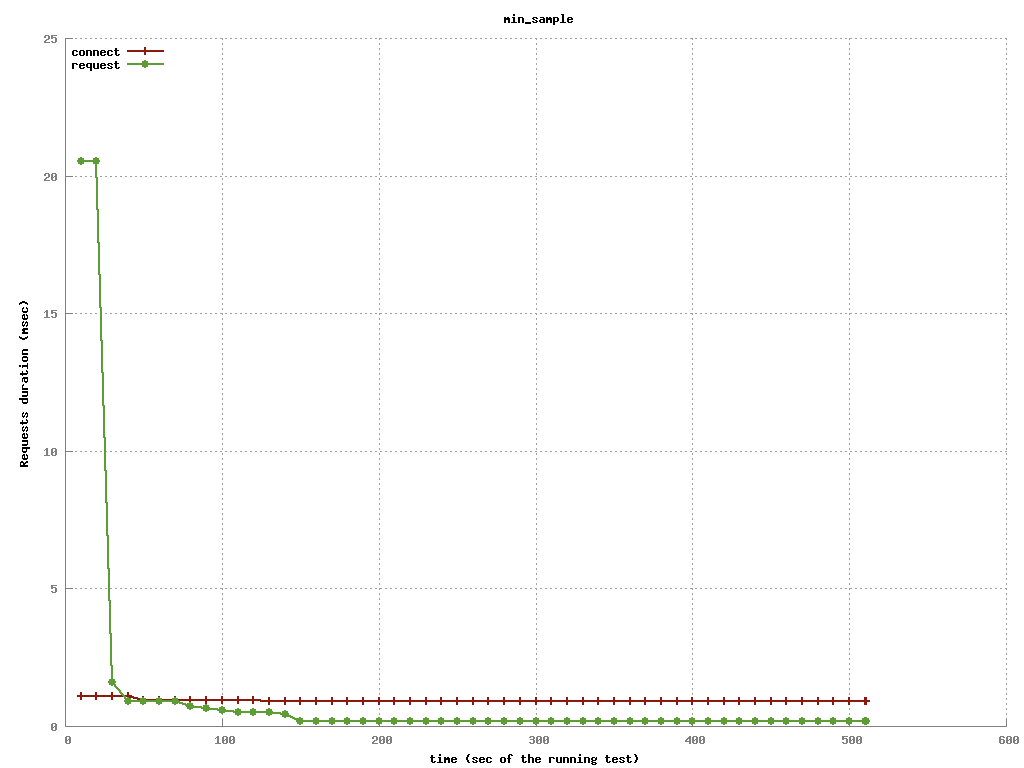 min_sample
25
connect
request
20
15
10
5
0
0 100 200 300 400 500 600
time (sec of the running test)
Requests duration (msec)